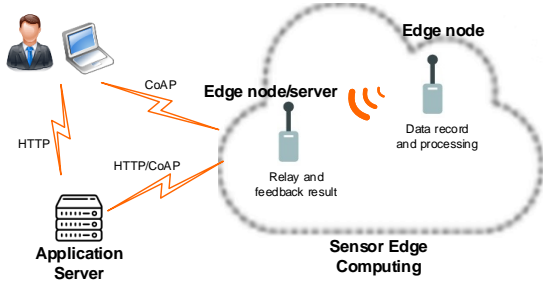 Edge node
CoAP
Edge node/server
Data record
and processing
HTTP
HTTP/CoAP
Relay and
feedback result
Application
Server
Sensor Edge
Computing